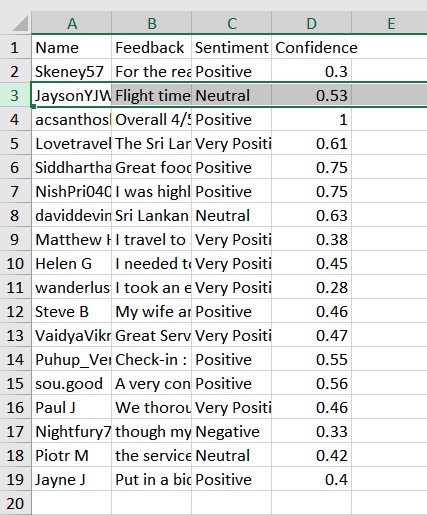 A B C D E
1 Name Feedback Sentiment Confidence
2 Skeney57 For the rea Positive 0.3
3 JaysonYJW Flight time Neutral 0.53
4 acsanthosl Overall 4/5 Positive 1
5 Lovetravel The Sri Lan Very Positi 0.61
6 Siddhartha Great food Positive 0.75
7 NishPri040 I was highl Positive 0.75
8 daviddevin Sri Lankan Neutral 0.63
9 Matthew H I travel to Very Positi 0.38
10 Helen G I needed to Very Positi 0.45
11 wanderlus I took an e Very Positi 0.28
12 Steve B My wife an Positive 0.46
13 VaidyaVikr Great Serv Very Positi 0.47
14 Puhup_Ver Check-in : Positive 0.55
15 sou.good A very con Positive 0.56
16 Paul J We thorou Very Positi 0.46
17 Nightfury7 though my Negative 0.33
18 Piotr M the service Neutral 0.42
19 Jayne J Put in a bid Positive 0.4
20